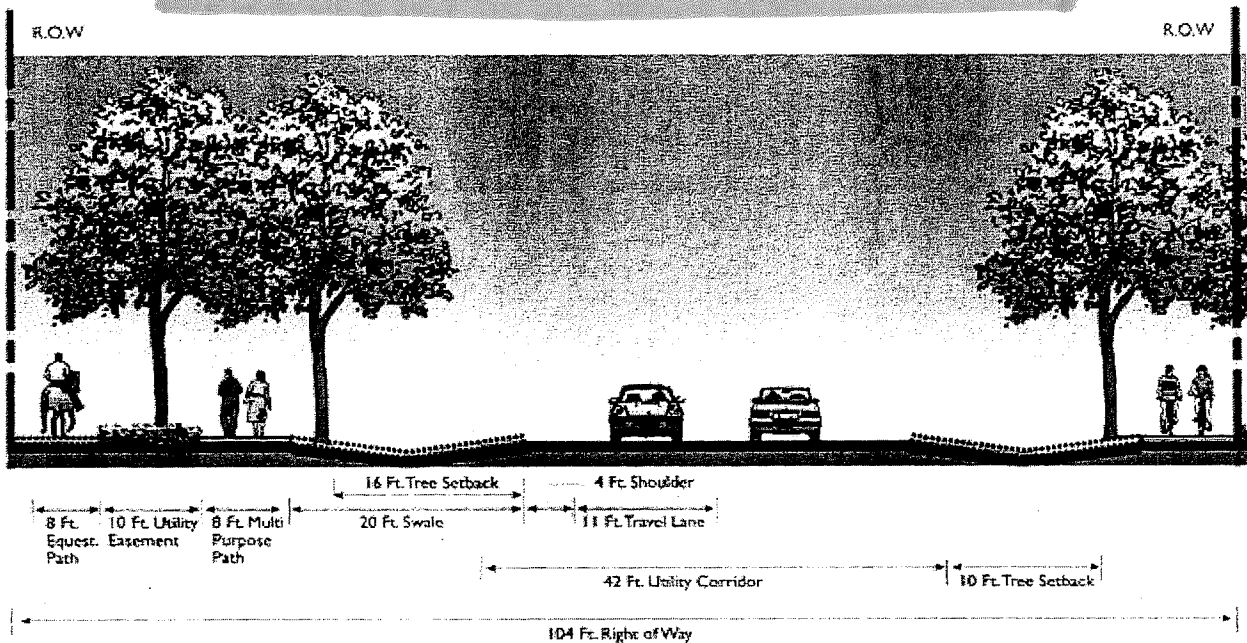 R.O.W
R.O.W
16 Ft. Tree Setback
4 Ft. Shoulder
8 Ft.
Equest.
Path
10 Ft. Utility
Easement
8 Ft. Multi
Purpose
Path
20 Ft. Swale
11 Ft. Travel Lane
42 Ft. Utility Corridor
10 Ft. Tree Setback
104 Ft. Right of Way